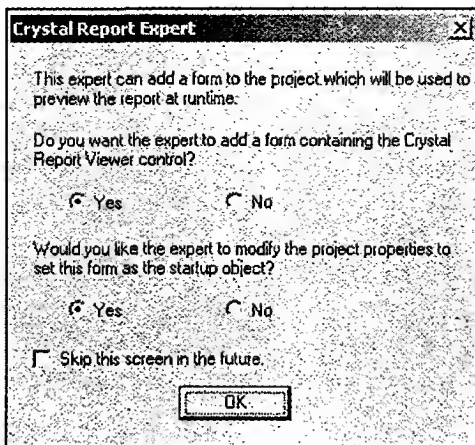 Crystal Report Expert
This expert can add a form to the project which will be used to
preview the report at runtime.
Do you want the expert to add a form containing the Crystal
Report Viewer control?
Yes No
Would you like the expert to modify the project properties to
set this form as the startup object?
Yes No
Skip this screen in the future.
OK